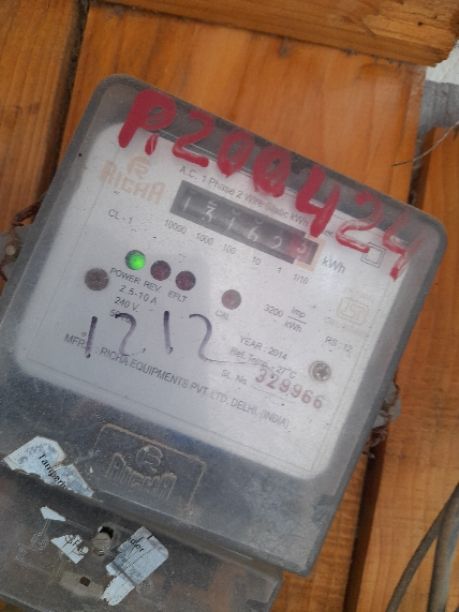 R200424
RICHA
A.C. 1 Phase 2 Wire Static kWh
CL-1
10000 1000 100 10 1 1/10
kWh
POWER REV. EFLT
CAL
3200 imp/kWh
2.5-10 A
240 V
RS:12
1212
YEAR: 2014
Ref. Temp.: 27°C
MFR. RICHA EQUIPMENTS PVT LTD, DELHI, (INDIA)
SL. No. 329966
RICHA